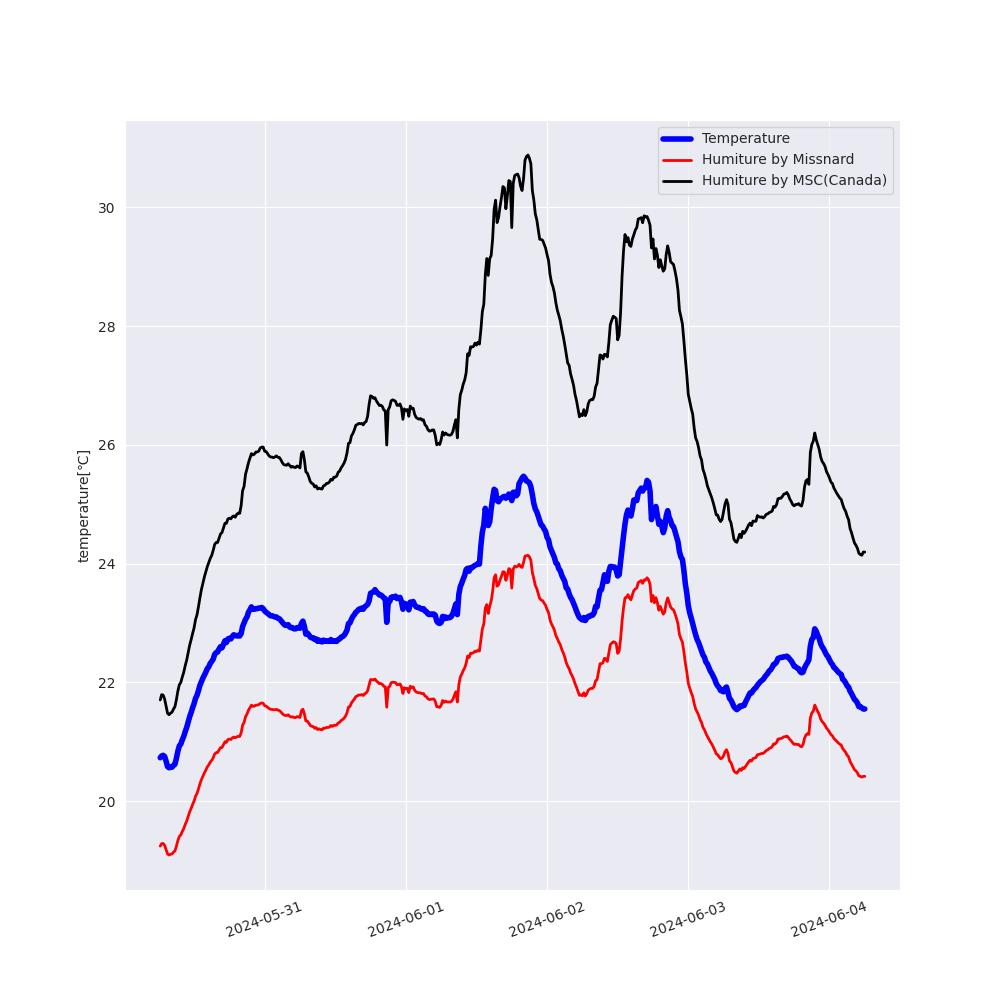 Temperature
Humiture by Missnard
Humiture by MSC(Canada)
temperature[℃]
30
28
26
24
22
20
2024-05-31
2024-06-01
2024-06-02
2024-06-03
2024-06-04